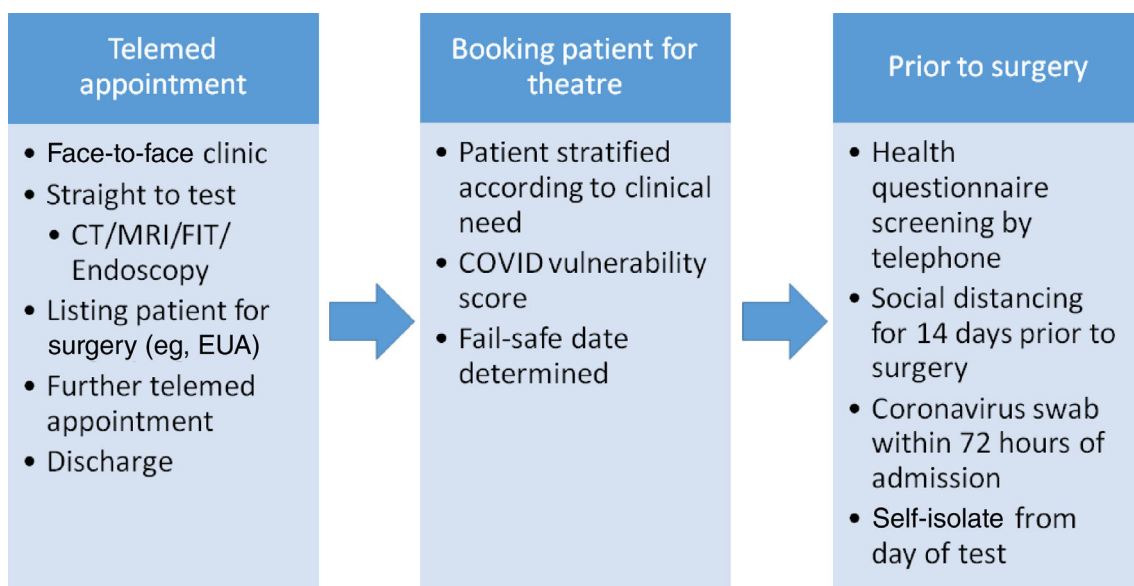 Telemed
appointment
• Face-to-face clinic
• Straight to test
• CT/MRI/FIT/
Endoscopy
• Listing patient for
surgery (eg, EUA)
• Further telemed
appointment
• Discharge
Booking patient for
theatre
• Patient stratified
according to clinical
need
• COVID vulnerability
score
• Fail-safe date
determined
Prior to surgery
• Health
questionnaire
screening by
telephone
• Social distancing
for 14 days prior to
surgery
• Coronavirus swab
within 72 hours of
admission
• Self-isolate from
day of test